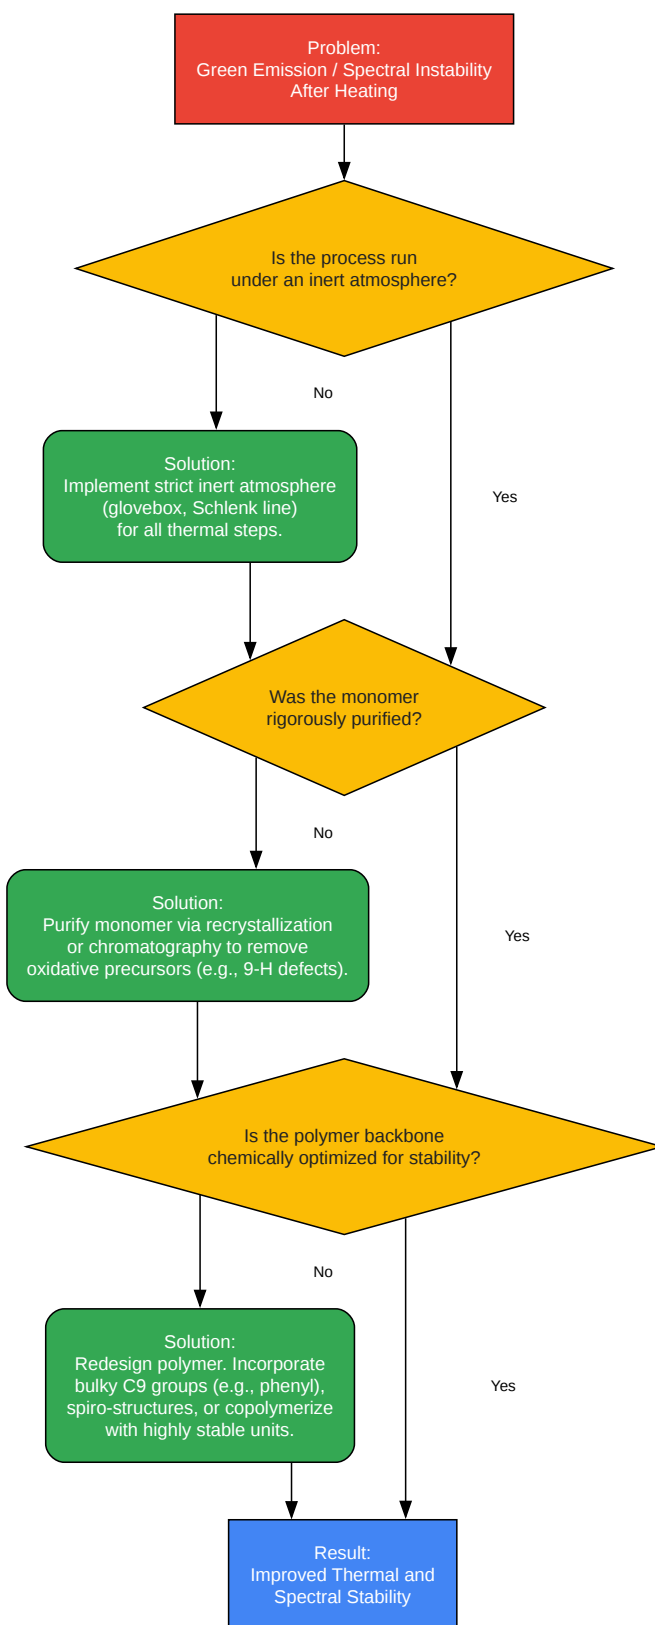 Problem:
Green Emission / Spectral Instability
After Heating
Is the process run
under an inert atmosphere?
No
Solution:
Implement strict inert atmosphere
(glovebox, Schlenk line)
for all thermal steps.
Yes
Was the monomer
rigorously purified?
No
Solution:
Purify monomer via recrystallization
or chromatography to remove
oxidative precursors (e.g., 9-H defects).
Yes
Is the polymer backbone
chemically optimized for stability?
No
Solution:
Redesign polymer. Incorporate
bulky C9 groups (e.g., phenyl),
spiro-structures, or copolymerize
with highly stable units.
Yes
Result:
Improved Thermal and
Spectral Stability